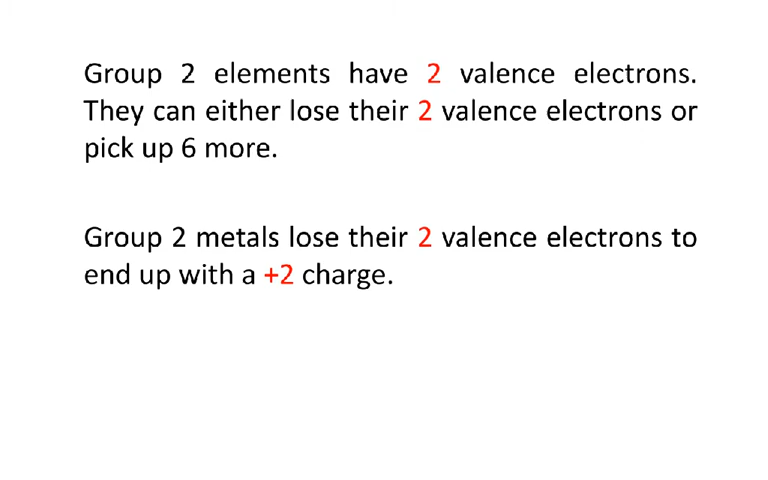 Group 2 elements have 2 valence electrons.
They can either lose their 2 valence electrons or
pick up 6 more.
Group 2 metals lose their 2 valence electrons to
end up with a +2 charge.